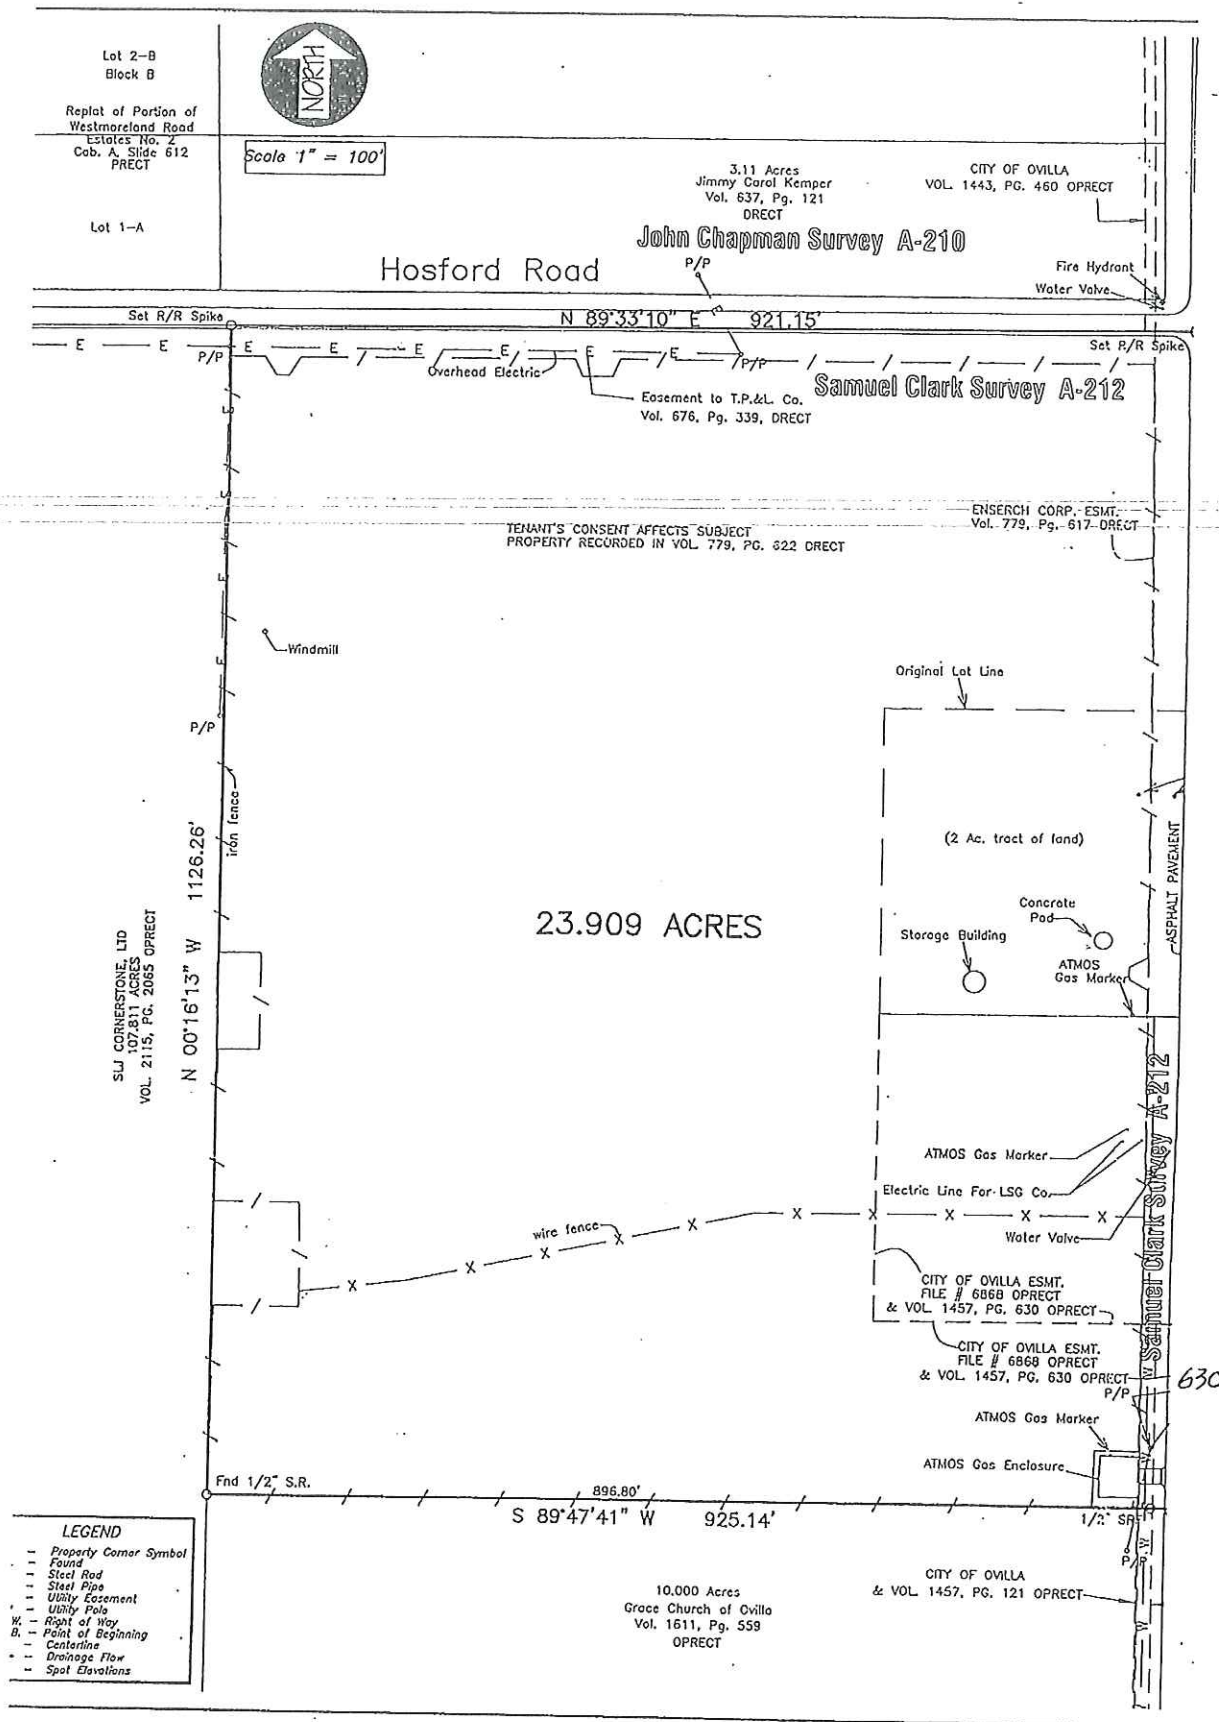 Lot 2-B
Block B
Replat of Portion of
Westmoreland Road
Estates No. 2
Cab. A, Slide 612
PRECT
Lot 1-A
NORTH
Scale 1" = 100'
3.11 Acres
Jimmy Carol Kemper
Vol. 637, Pg. 121
DRECT
CITY OF OVILLA
VOL. 1443, PG. 460 OPRECT
John Chapman Survey A-210
Hosford Road
P/P
Fire Hydrant
Water Valve
Set R/R Spike
N 89°33'10" E 921.15'
Set R/R Spike
E E E E E E E E
P/P
Overhead Electric
P/P
Samuel Clark Survey A-212
Easement to T.P.&L. Co.
Vol. 676, Pg. 339, DRECT
ENSERCH CORP. ESMT.
Vol. 779, Pg. 617 DRECT
TENANT'S CONSENT AFFECTS SUBJECT
PROPERTY RECORDED IN VOL. 779, PG. 622 DRECT
E
E
E
E
Windmill
P/P
Original Lot Line
iron fence
N 00°16'13" W 1126.26'
SLJ CORNERSTONE, LTD
107.811 ACRES
VOL. 2115, PG. 2065 OPRECT
(2 Ac. tract of land)
ASPHALT PAVEMENT
23.909 ACRES
Concrete
Pad
Storage Building
ATMOS
Gas Marker
Samuel Clark Survey A-212
ATMOS Gas Marker
Electric Line For LSG Co.
Water Valve
wire fence
X X X X X X X X X X
CITY OF OVILLA ESMT.
FILE # 6868 OPRECT
& VOL. 1457, PG. 630 OPRECT
CITY OF OVILLA ESMT.
FILE # 6868 OPRECT
& VOL. 1457, PG. 630 OPRECT
630
P/P
W
ATMOS Gas Marker
W
ATMOS Gas Enclosure
Fnd 1/2" S.R.
896.80'
S 89°47'41" W 925.14'
1/2" SR
W
CITY OF OVILLA
& VOL. 1457, PG. 121 OPRECT
W
10.000 Acres
Grace Church of Ovilla
Vol. 1611, Pg. 559
OPRECT
LEGEND
- Property Corner Symbol
- Found
- Steel Rod
- Steel Pipe
- Utility Easement
- Utility Pole
W. - Right of Way
B. - Point of Beginning
- Centerline
- Drainage Flow
- Spot Elevations